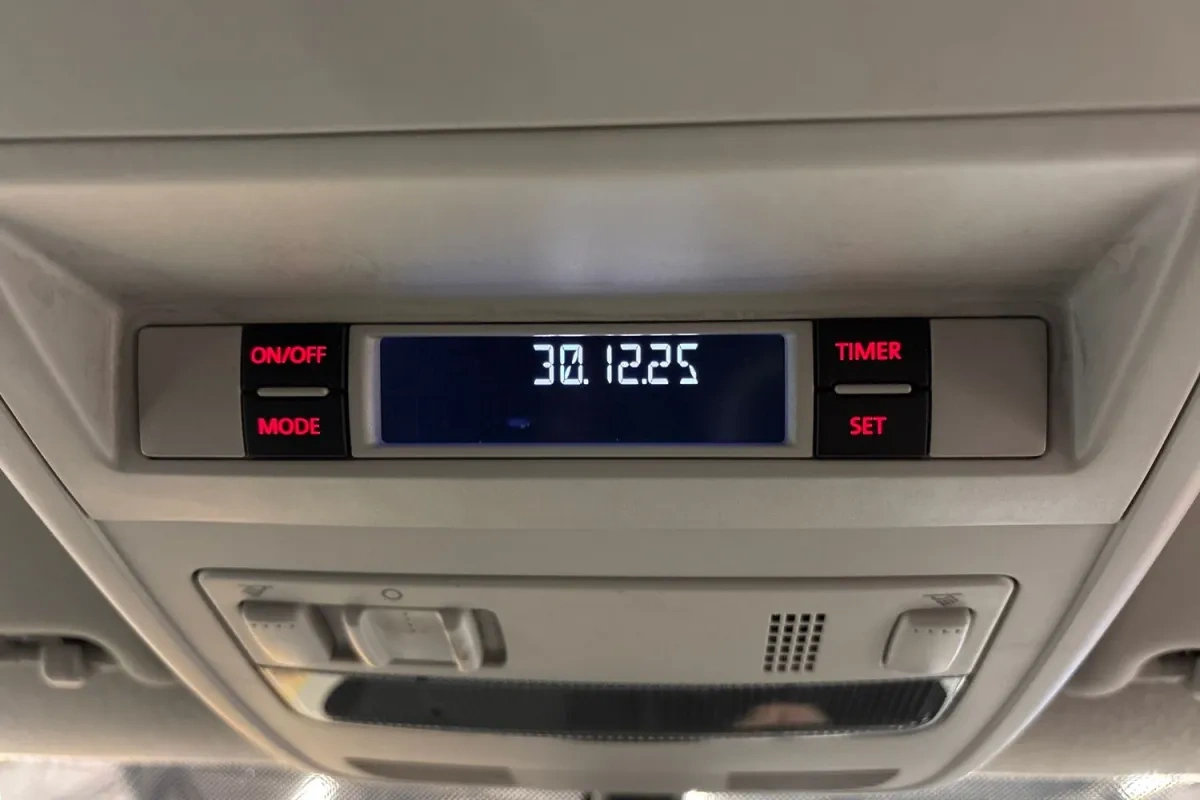 ON/OFF
MODE
30.12.25
TIMER
SET